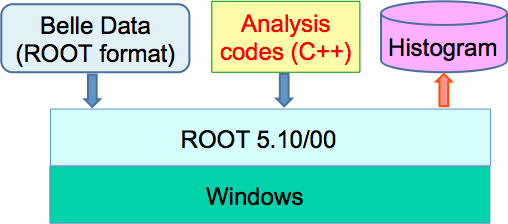 Belle Data
(ROOT format)
Analysis
codes (C++)
Histogram
ROOT 5.10/00
Windows